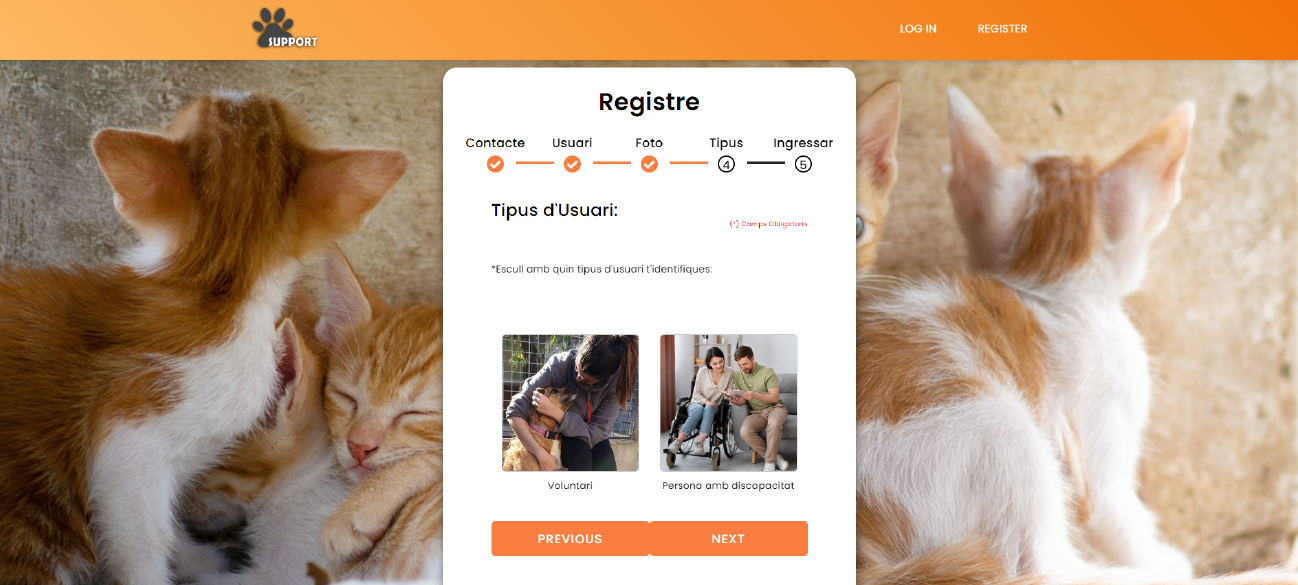 SUPPORT
LOG IN
REGISTER
Registre
Contacte Usuari Foto Tipus Ingressar
4 5
Tipus d'Usuari:
(*) Camps Obligatoris
*Escull amb quin tipus d'usuari t'identifiques:
Voluntari
Persona amb discapacitat
PREVIOUS
NEXT